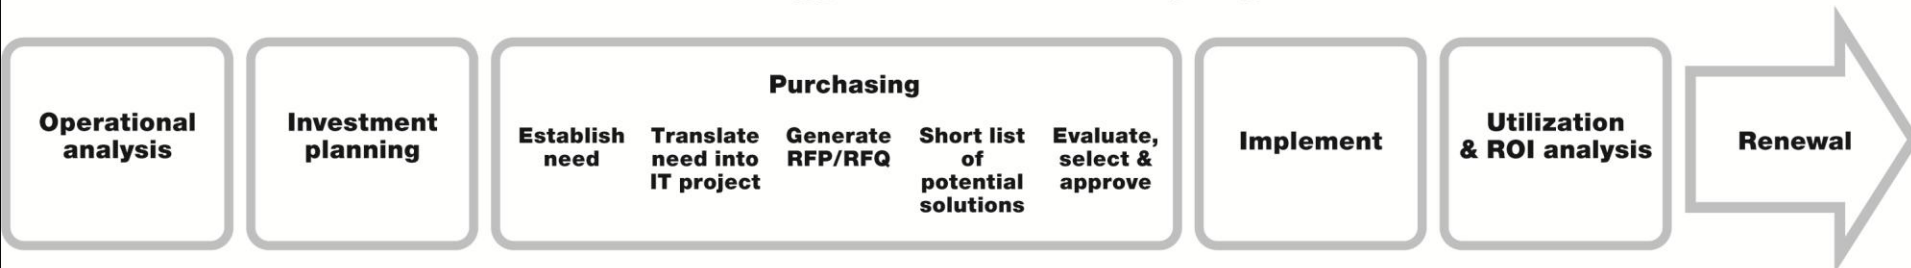 Operational
analysis
Investment
planning
Purchasing
Establish
need
Translate
need into
IT project
Generate
RFP/RFQ
Short list
of
potential
solutions
Evaluate,
select &
approve
Implement
Utilization
& ROI analysis
Renewal